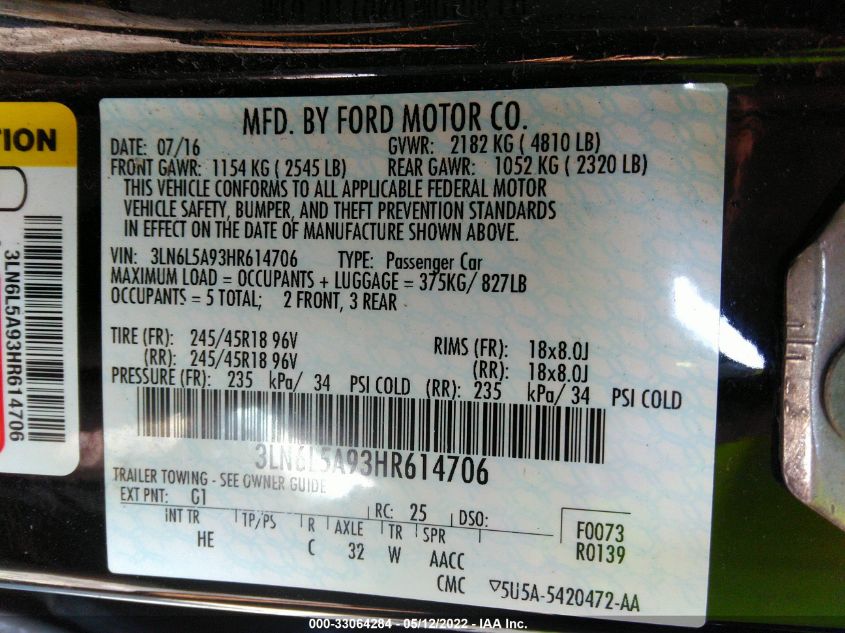 MFD. BY FORD MOTOR CO.
DATE: 07/16 GVWR: 2182 KG ( 4810 LB)
FRONT GAWR: 1154 KG ( 2545 LB) REAR GAWR: 1052 KG ( 2320 LB)
THIS VEHICLE CONFORMS TO ALL APPLICABLE FEDERAL MOTOR
VEHICLE SAFETY, BUMPER, AND THEFT PREVENTION STANDARDS
IN EFFECT ON THE DATE OF MANUFACTURE SHOWN ABOVE.
VIN: 3LN6L5A93HR614706 TYPE: Passenger Car
MAXIMUM LOAD = OCCUPANTS + LUGGAGE = 375KG/ 827LB
OCCUPANTS = 5 TOTAL; 2 FRONT, 3 REAR
TIRE (FR): 245/45R18 96V RIMS (FR): 18x8.0J
(RR): 245/45R18 96V (RR): 18x8.0J
PRESSURE (FR): 235 kPa/ 34 PSI COLD (RR): 235 kPa/ 34 PSI COLD
3LN6L5A93HR614706
TRAILER TOWING - SEE OWNER GUIDE
EXT PNT: G1 RC: 25 DSO: F0073
INT TR TP/PS R AXLE TR SPR R0139
HE C 32 W AACC
CMC ▽5U5A-5420472-AA
TION
3LN6L5A93HR614706
000-33064284 - 05/12/2022 - IAA Inc.